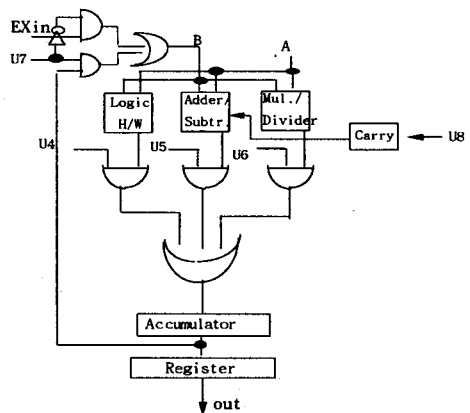 EXin
U7
B
A
Logic
H/W
Adder/
Subtr.
Mul./
Divider
U4
U5
U6
Carry
U8
Accumulator
Register
out